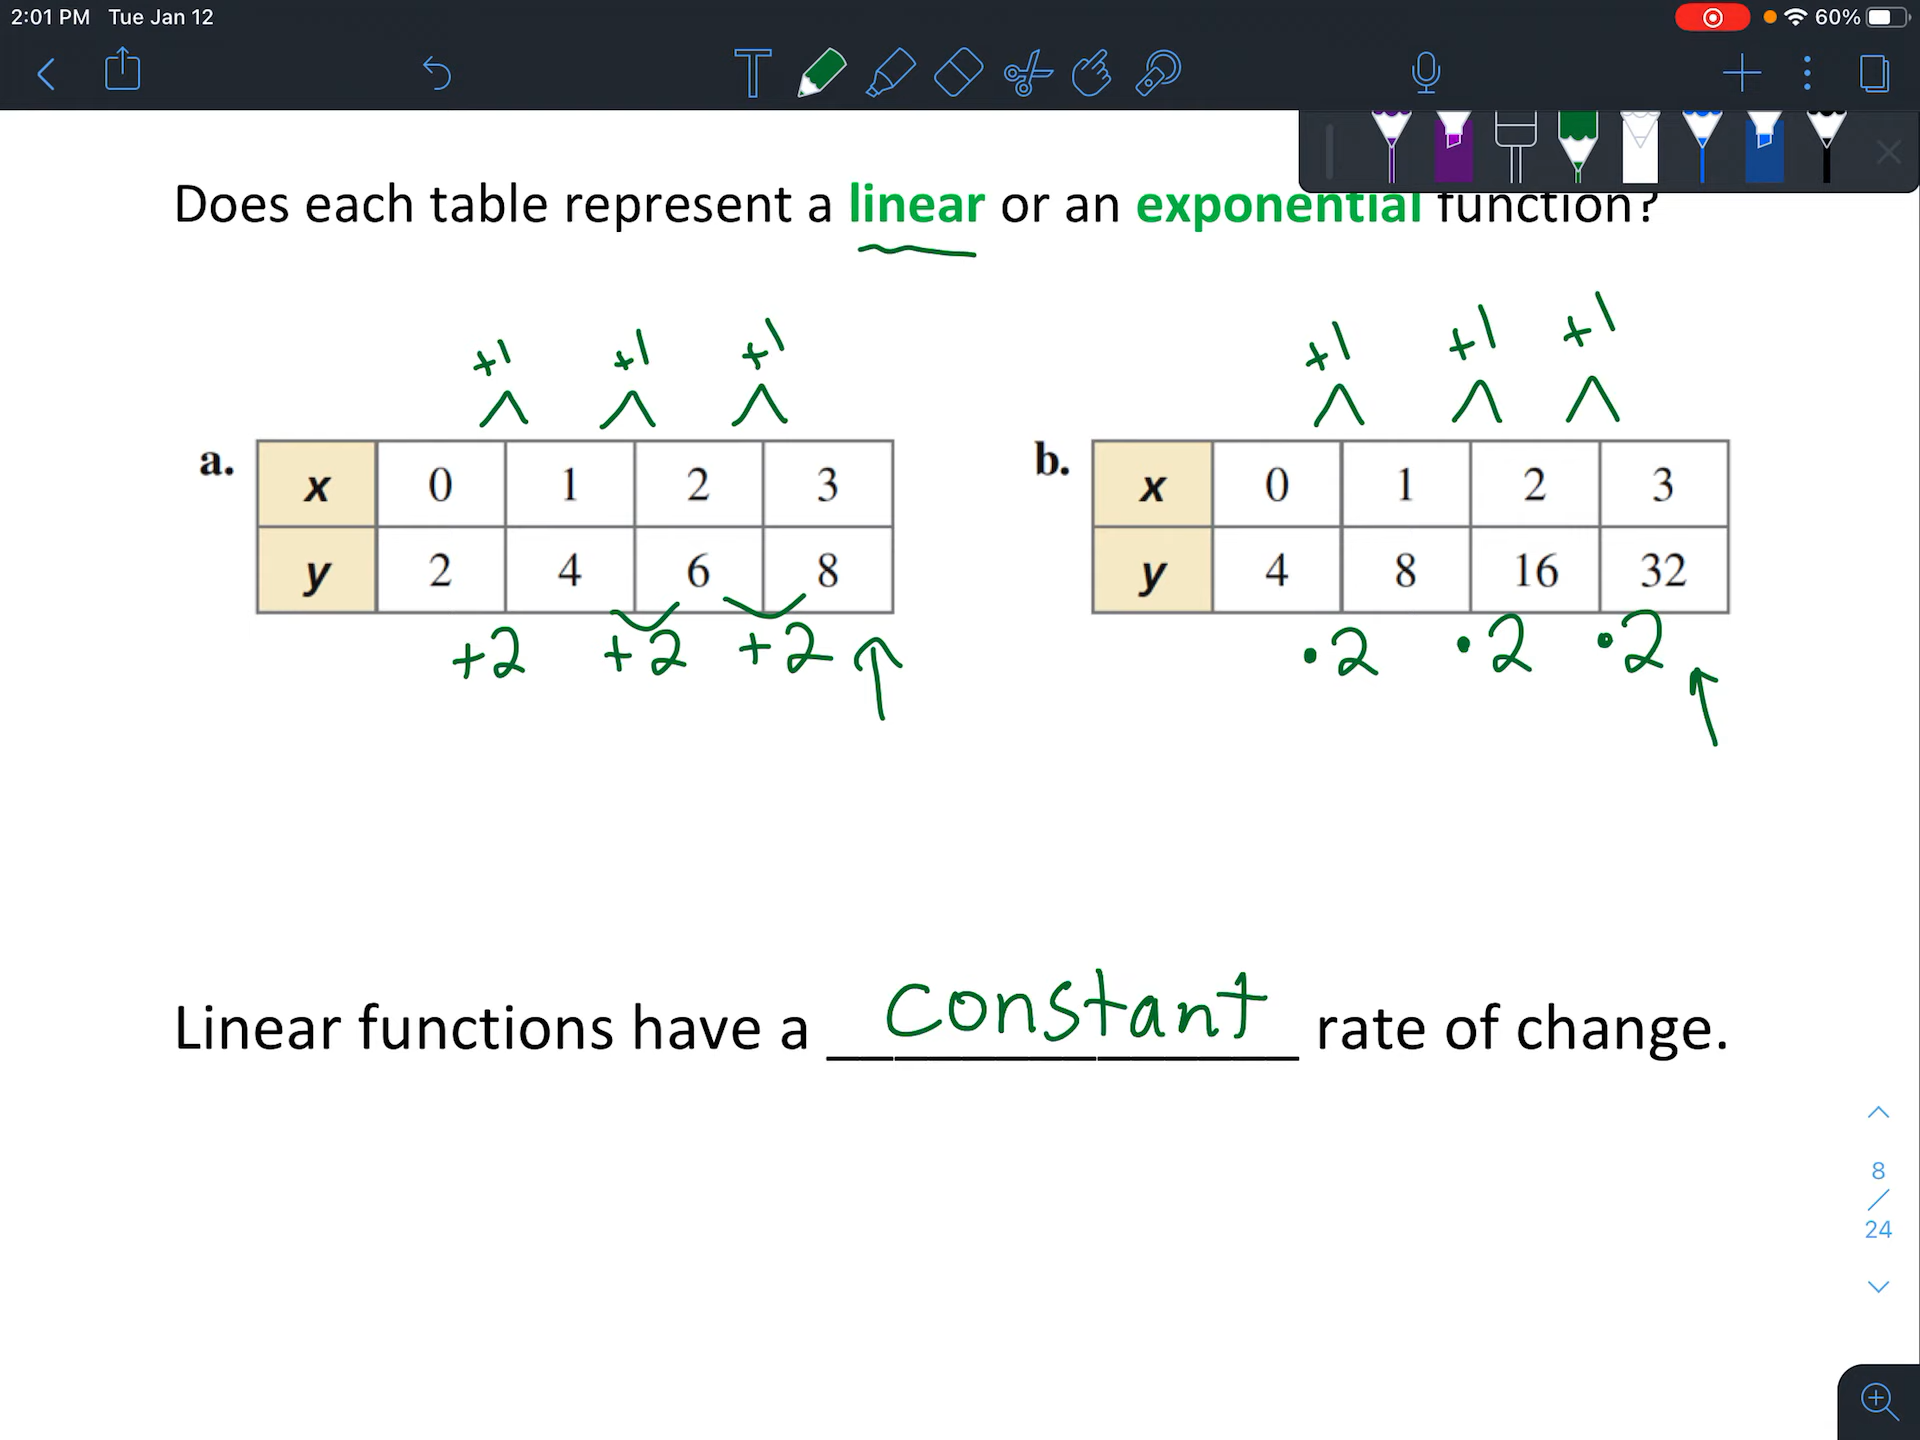 2:01 PM Tue Jan 12
60%
T
Does each table represent a linear or an exponential function?
+1 +1 +1
a.
x 0 1 2 3
y 2 4 6 8
+2 +2 +2
+1 +1 +1
b.
x 0 1 2 3
y 4 8 16 32
•2 •2 •2
Linear functions have a constant rate of change.
8
/
24